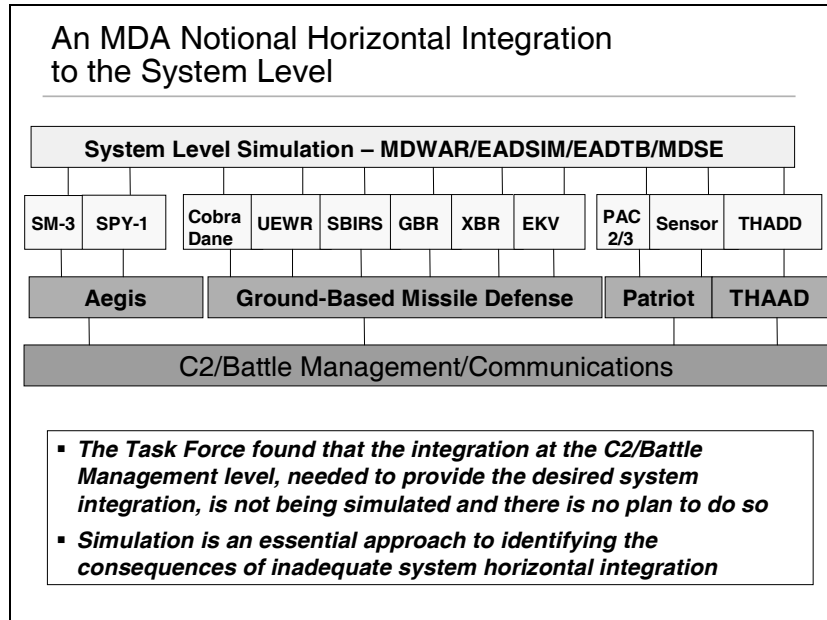 An MDA Notional Horizontal Integration
to the System Level
System Level Simulation – MDWAR/EADSIM/EADTB/MDSE
SM-3 SPY-1 Cobra Dane UEWR SBIRS GBR XBR EKV PAC 2/3 Sensor THADD
Aegis Ground-Based Missile Defense Patriot THAAD
C2/Battle Management/Communications
▪ The Task Force found that the integration at the C2/Battle
Management level, needed to provide the desired system
integration, is not being simulated and there is no plan to do so
▪ Simulation is an essential approach to identifying the
consequences of inadequate system horizontal integration